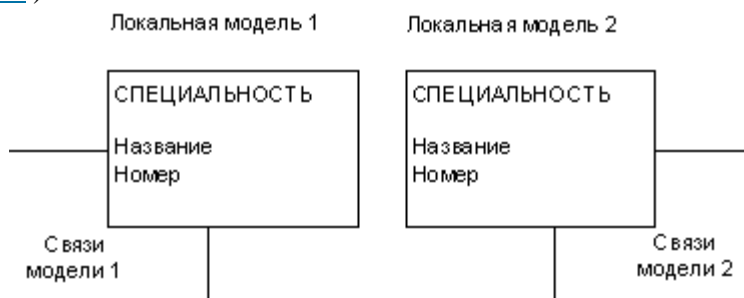 )
Локальная модель 1
Локальная модель 2
СПЕЦИАЛЬНОСТЬ
Название
Номер
СПЕЦИАЛЬНОСТЬ
Название
Номер
Связи
модели 1
Связи
модели 2